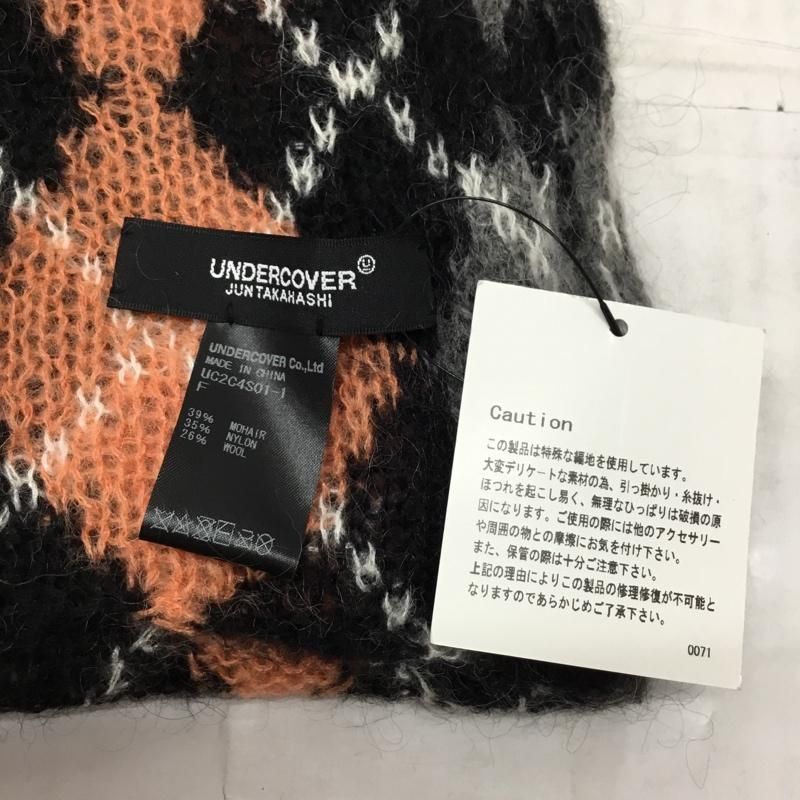 UNDERCOVER
JUN TAKAHASHI
UNDERCOVER Co.,Ltd
MADE IN CHINA
UC2C4S01-1
F
39% MOHAIR
35% NYLON
26% WOOL
Caution
この製品は特殊な編地を使用しています。
大変デリケートな素材の為、引っ掛かり・糸抜け・
ほつれを起こし易く、無理なひっぱりは破損の原
因になります。ご使用の際には他のアクセサリー
や周囲の物との摩擦にお気を付け下さい。
また、保管の際は十分ご注意下さい。
上記の理由によりこの製品の修理修復が不可能と
なりますのであらかじめご了承下さい。
0071